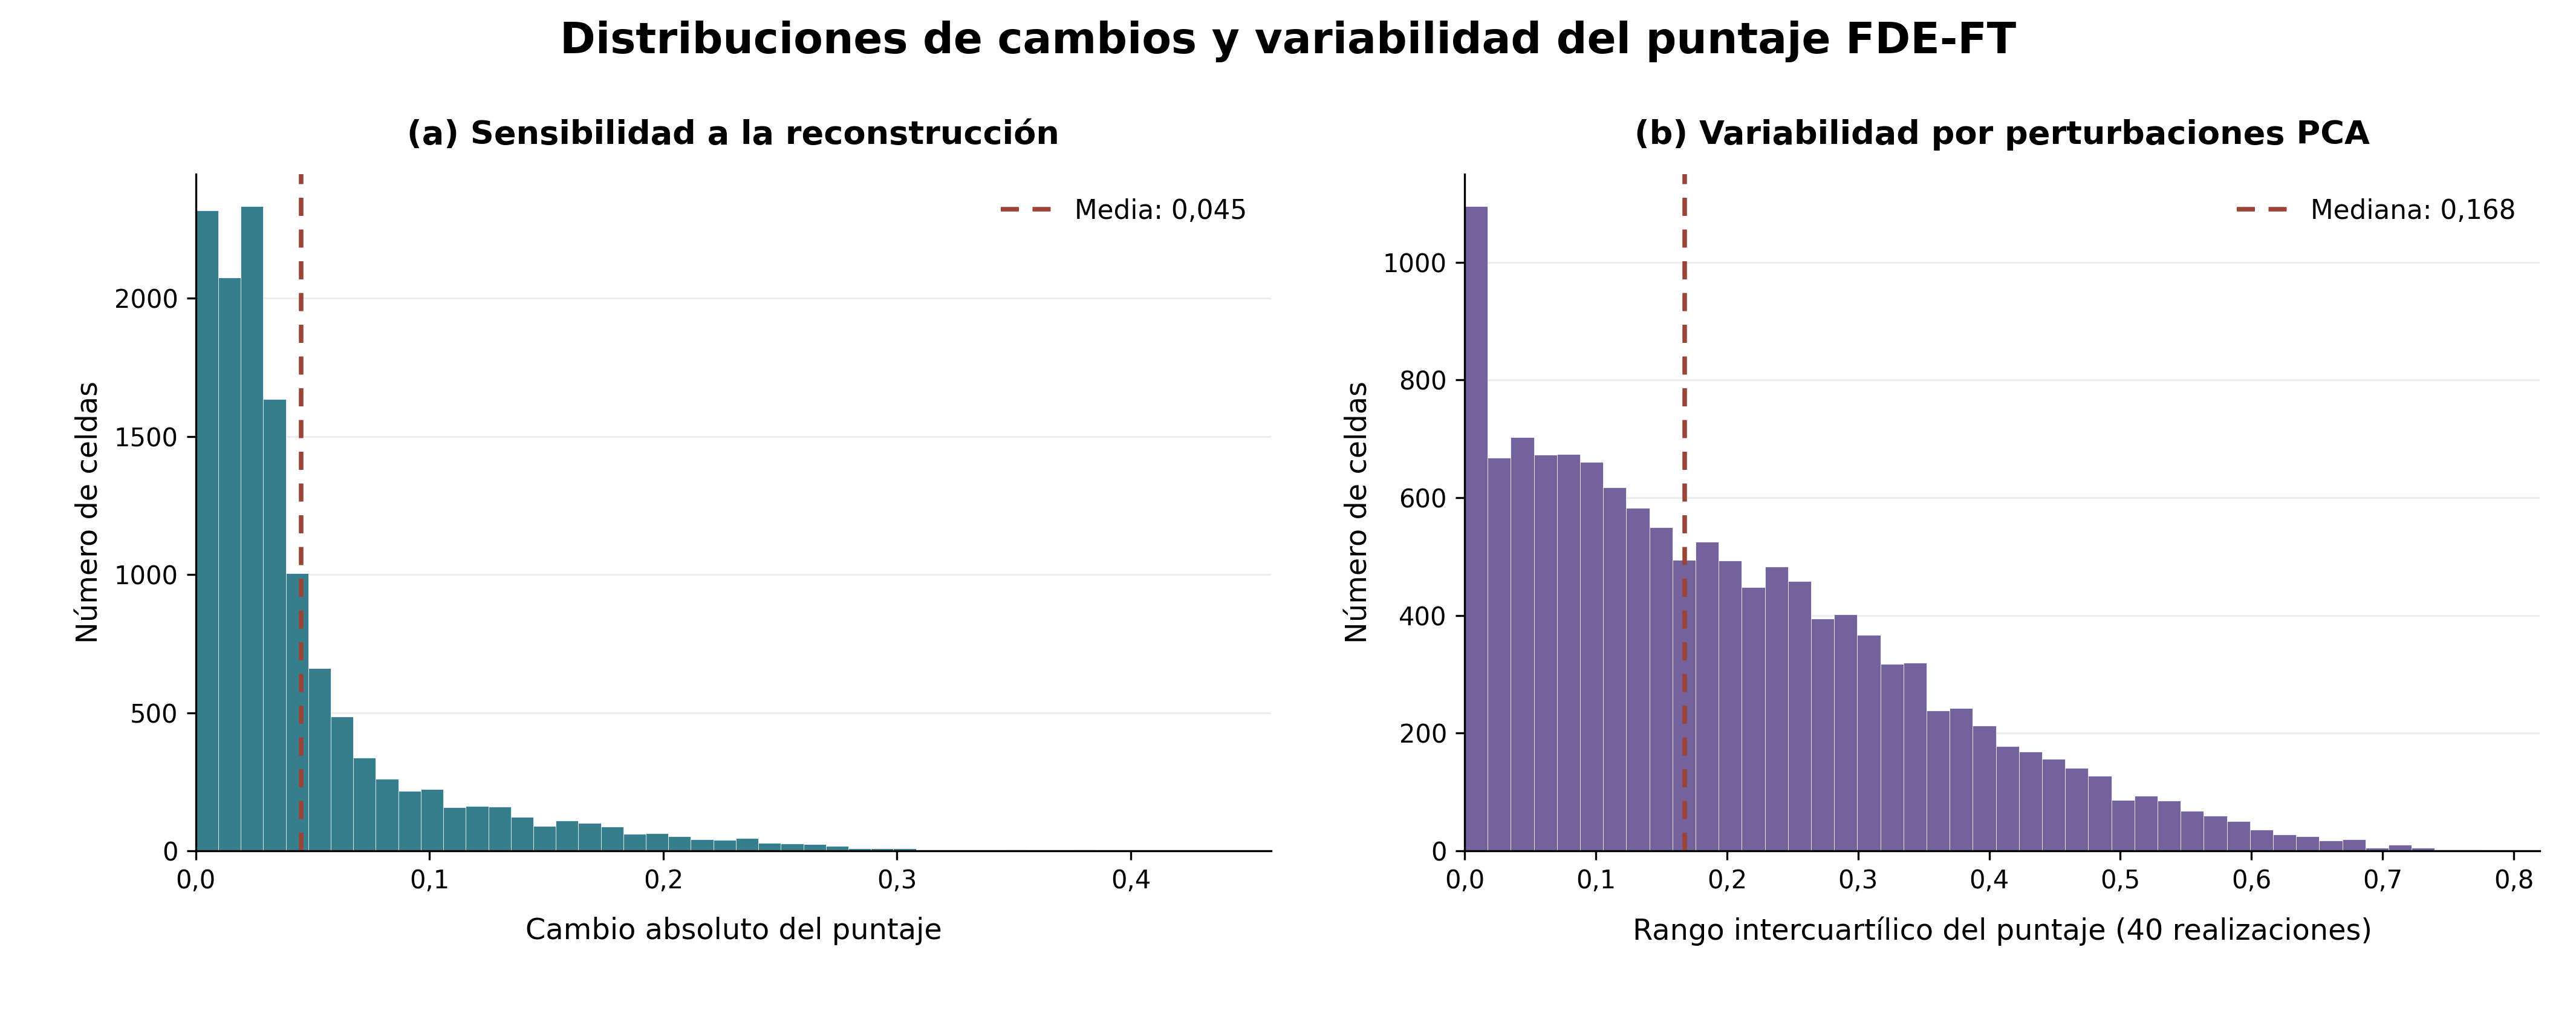 Distribuciones de cambios y variabilidad del puntaje FDE-FT
(a) Sensibilidad a la reconstrucción
Media: 0,045
Número de celdas
2000
1500
1000
500
0
0,0 0,1 0,2 0,3 0,4
Cambio absoluto del puntaje
(b) Variabilidad por perturbaciones PCA
Mediana: 0,168
Número de celdas
1000
800
600
400
200
0
0,0 0,1 0,2 0,3 0,4 0,5 0,6 0,7 0,8
Rango intercuartílico del puntaje (40 realizaciones)